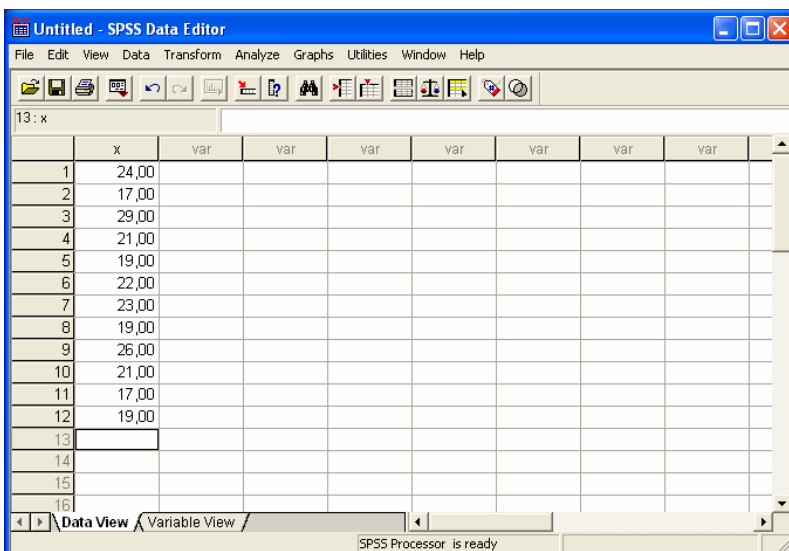 Untitled - SPSS Data Editor
File Edit View Data Transform Analyze Graphs Utilities Window Help
13 : x
x var var var var var var var
1 24,00
2 17,00
3 29,00
4 21,00
5 19,00
6 22,00
7 23,00
8 19,00
9 26,00
10 21,00
11 17,00
12 19,00
13
14
15
16
Data View Variable View
SPSS Processor is ready